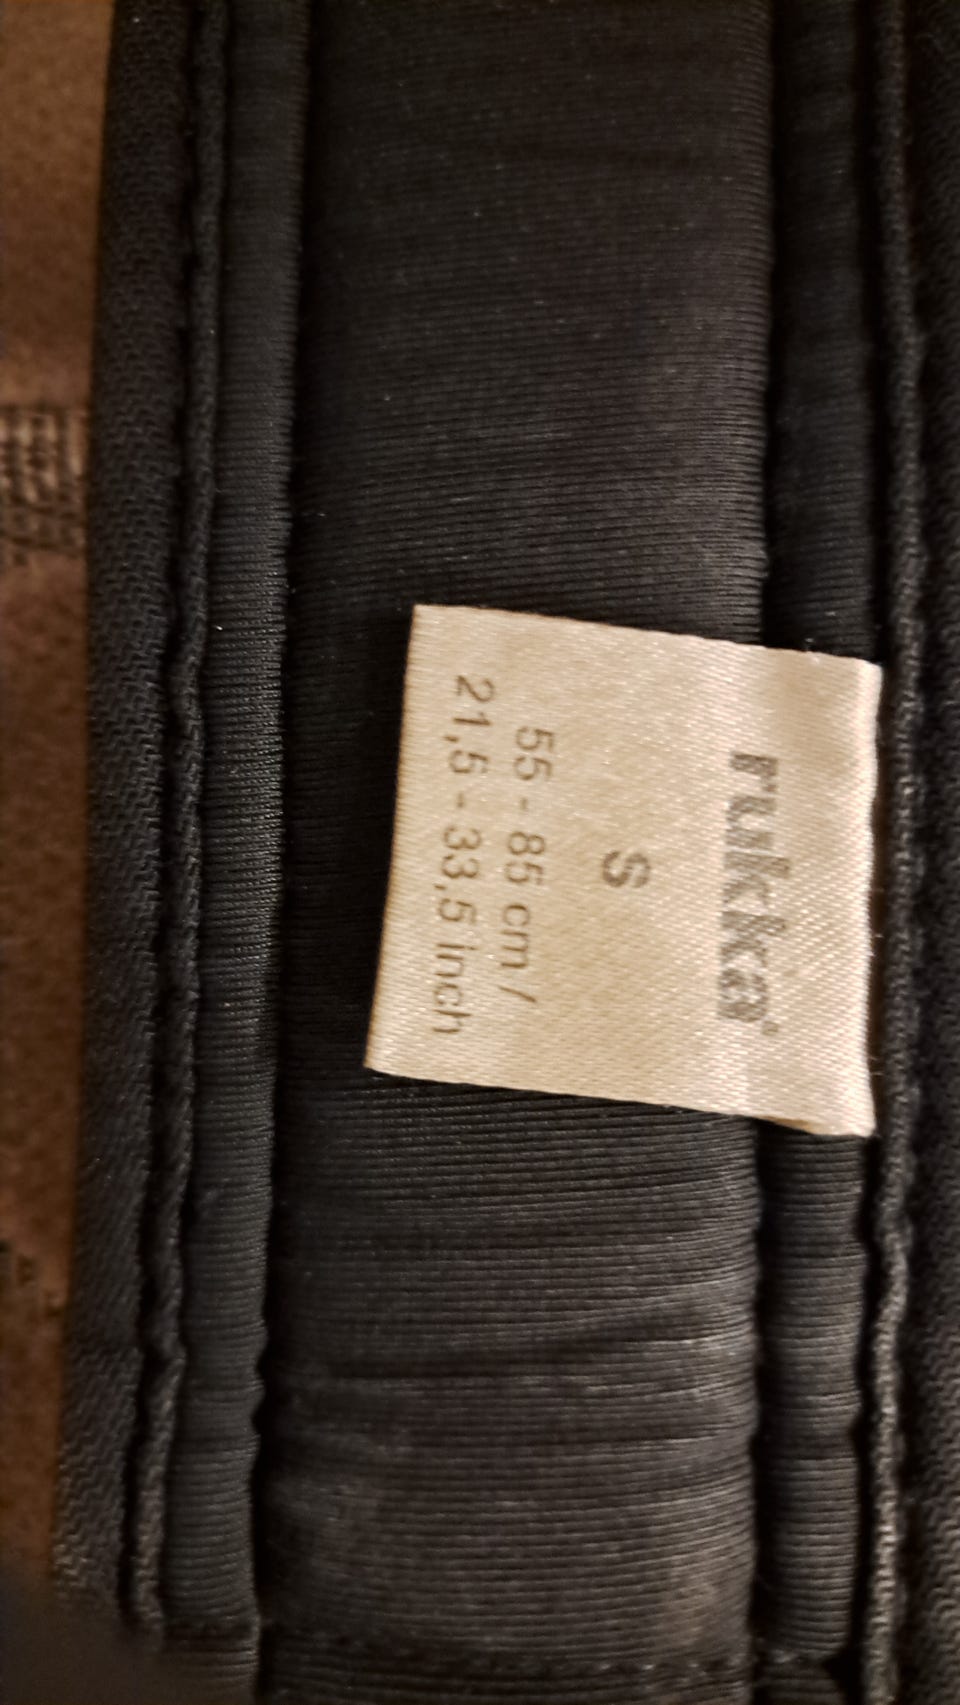 rukka
S
55 - 85 cm /
21,5 - 33,5 inch